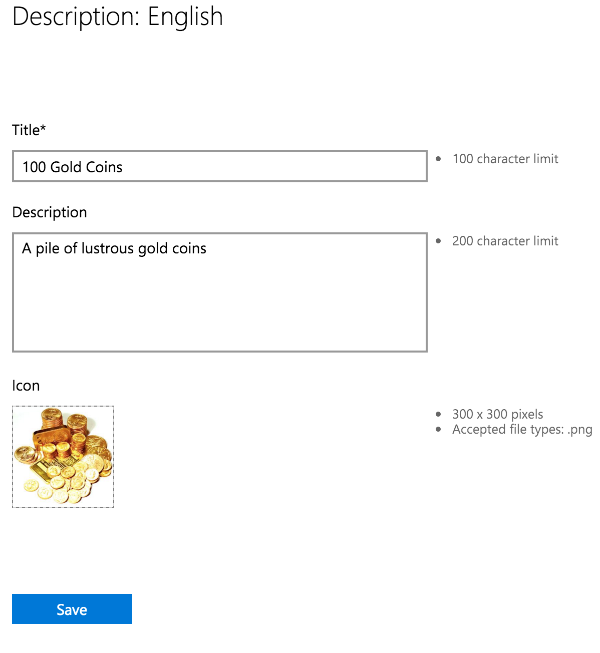 Description: English
Title*
100 Gold Coins
100 character limit
Description
A pile of lustrous gold coins
200 character limit
Icon
300 x 300 pixels
Accepted file types: .png
Save